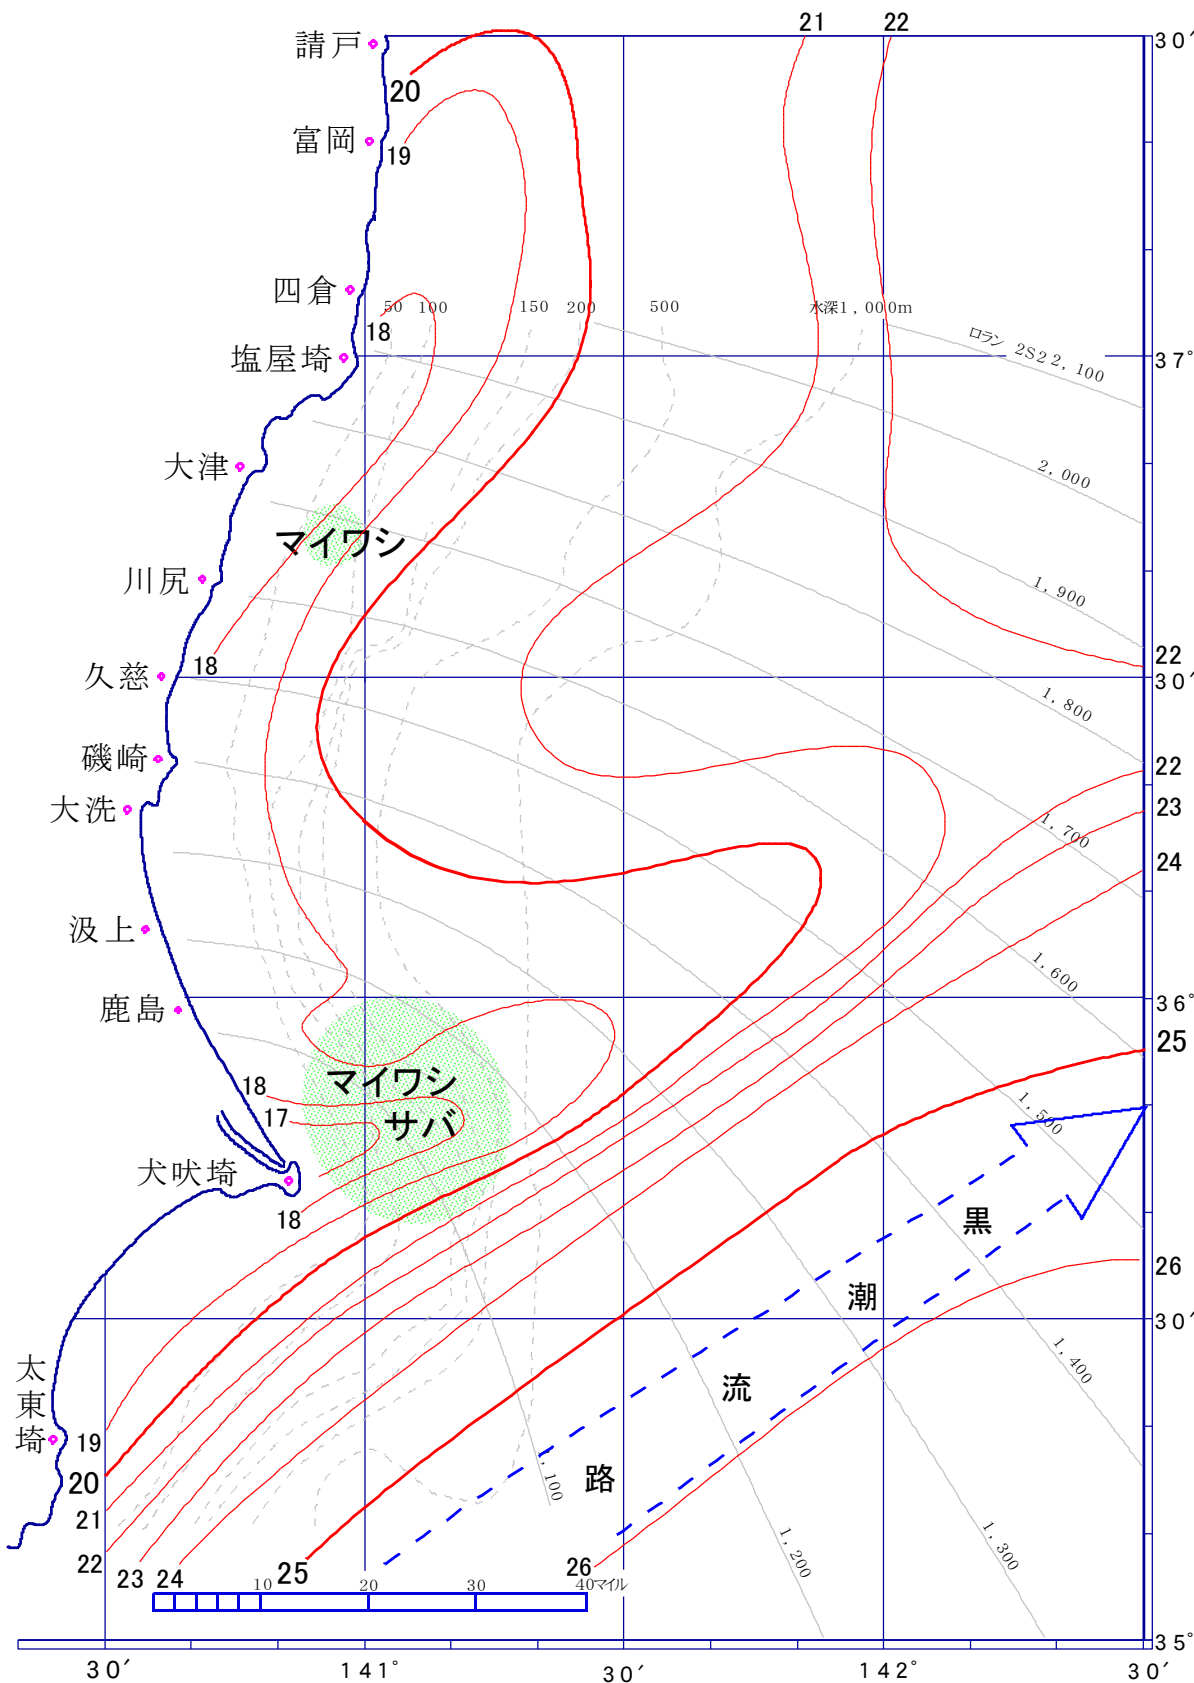 21
22
30′
請戸
20
富岡
19
四倉
50
100
150
200
500
水深1,000m
18
ロラン 2S22,100
塩屋埼
37°
大津
2,000
マイワシ
川尻
1,900
18
久慈
22
30′
1,800
磯崎
22
大洗
23
1,700
24
汲上
1,600
鹿島
36°
25
マイワシ
18
1,500
17
サバ
犬吠埼
18
黒
潮
流
路
26
30′
1,400
太東埼
19
20
1,100
21
22
23
24
25
26
1,200
1,300
10
20
30
40マイル
35°
30′
141°
30′
142°
30′